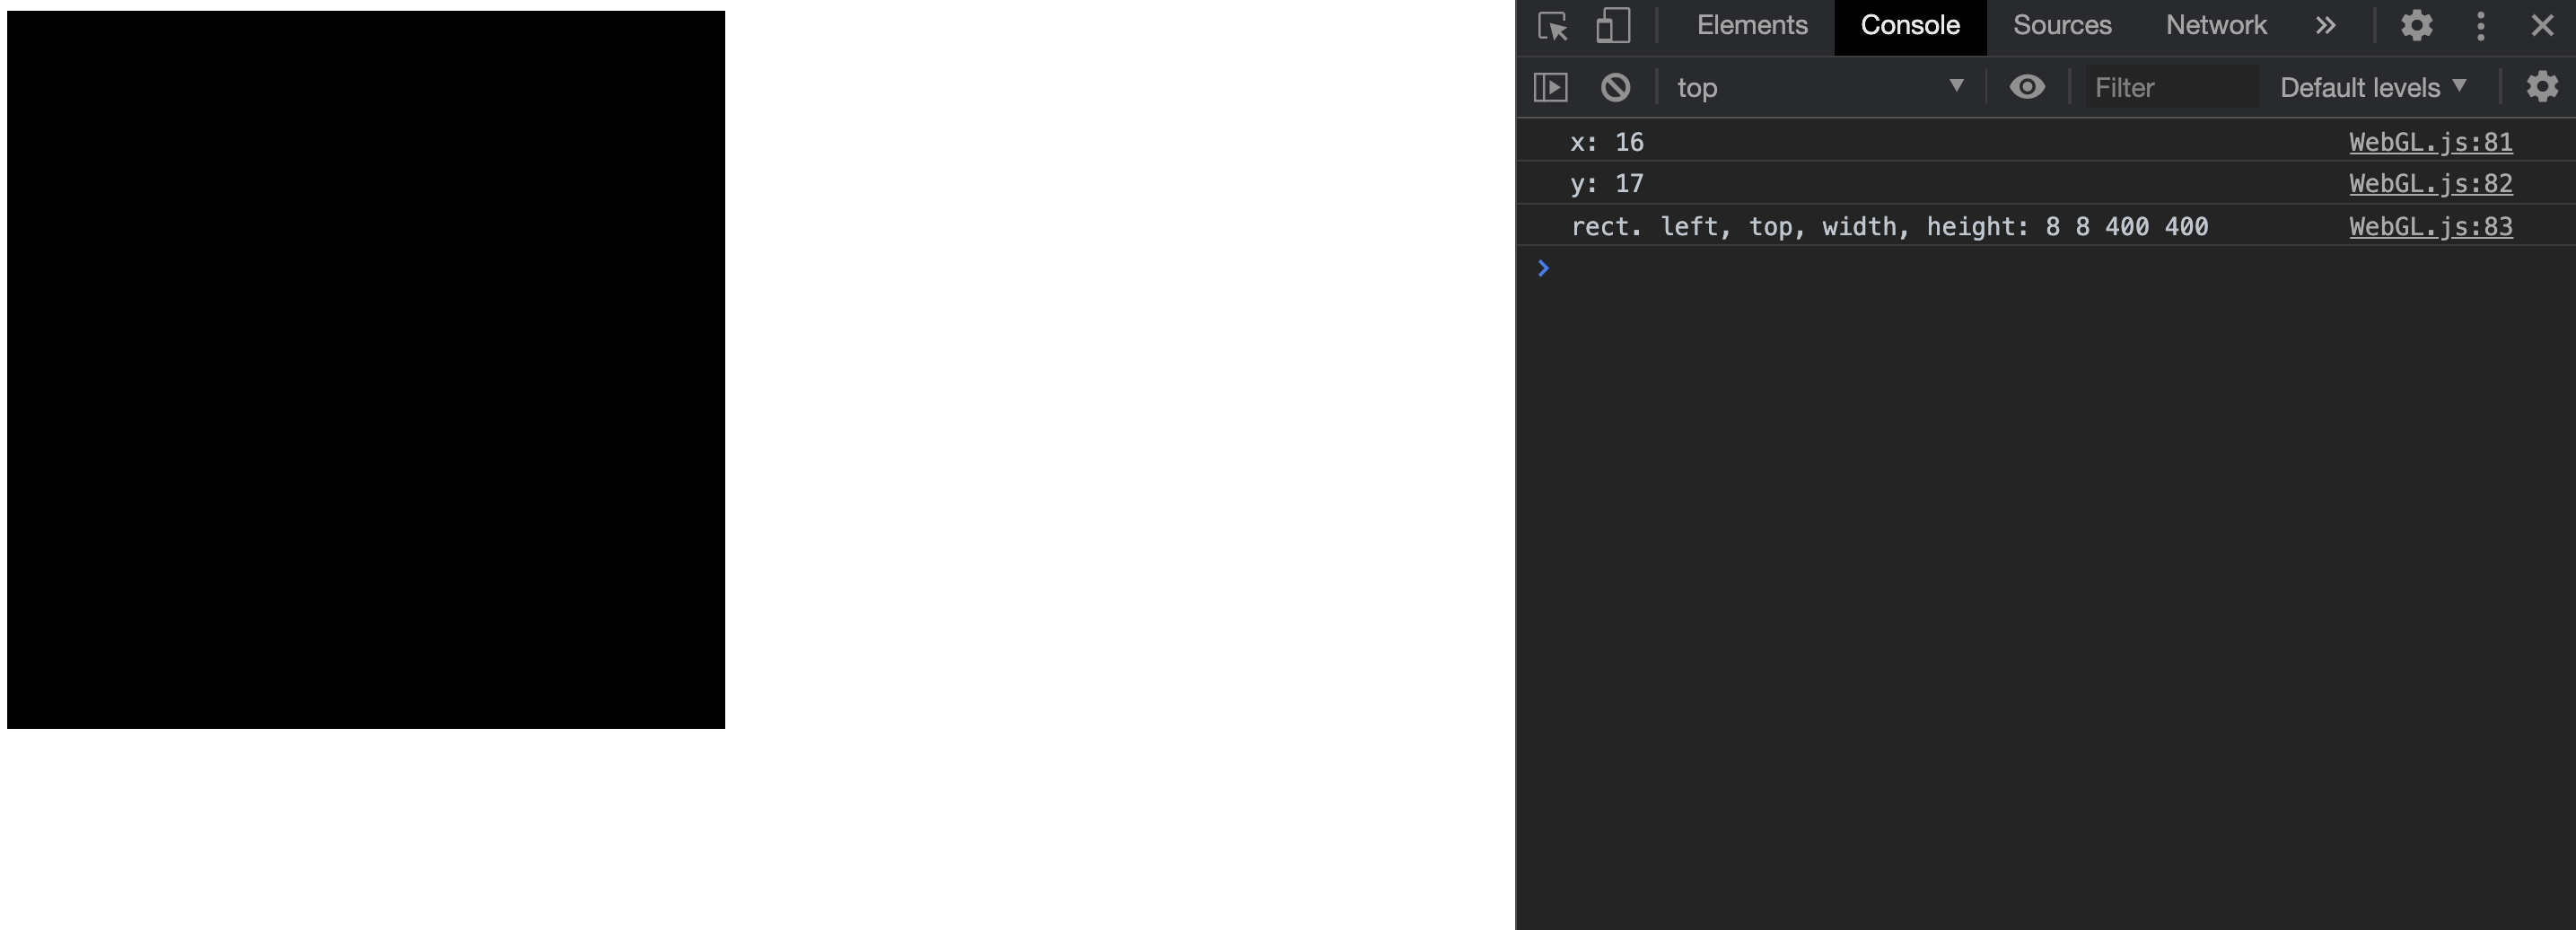 Elements Console Sources Network
top Filter Default levels
x: 16 WebGL.js:81
y: 17 WebGL.js:82
rect. left, top, width, height: 8 8 400 400 WebGL.js:83